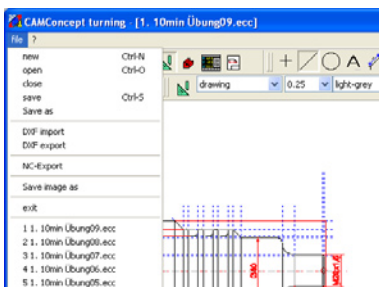 CAMConcept turning - [1. 10min Übung09.ecc]
File ?
new Ctrl-N
open Ctrl-O
close
save Ctrl-S
Save as
DXF import
DXF export
NC-Export
Save image as
exit
1 1. 10min Übung09.ecc
2 1. 10min Übung08.ecc
3 1. 10min Übung07.ecc
4 1. 10min Übung06.ecc
5 1. 10min Übung05.ecc
drawing 0.25 light-grey
A